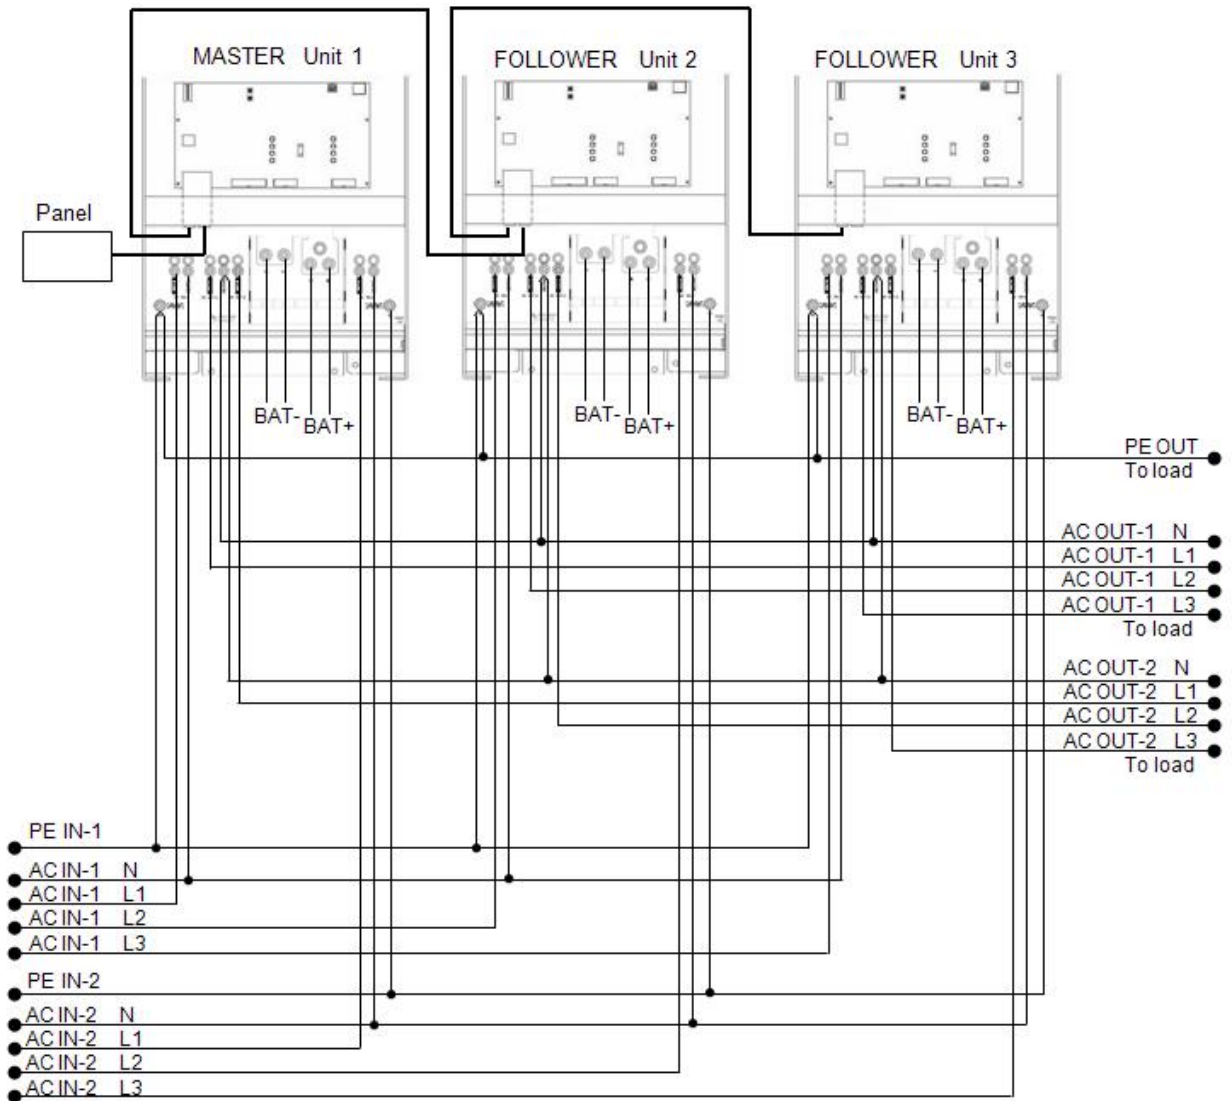 MASTER Unit 1
FOLLOWER Unit 2
FOLLOWER Unit 3
Panel
BAT-
BAT+
BAT-
BAT+
BAT-
BAT+
PE OUT
To load
AC OUT-1 N
AC OUT-1 L1
AC OUT-1 L2
AC OUT-1 L3
To load
AC OUT-2 N
AC OUT-2 L1
AC OUT-2 L2
AC OUT-2 L3
To load
PE IN-1
AC IN-1 N
AC IN-1 L1
AC IN-1 L2
AC IN-1 L3
PE IN-2
AC IN-2 N
AC IN-2 L1
AC IN-2 L2
AC IN-2 L3